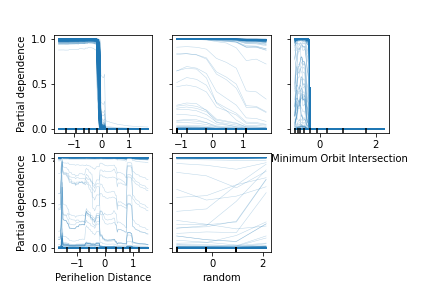 1.0
0.5
0.0
Partial dependence
−1 0 1
−1 0 1
0 2
Minimum Orbit Intersection
1.0
0.5
0.0
Partial dependence
−1 0 1
0 2
Perihelion Distance
random